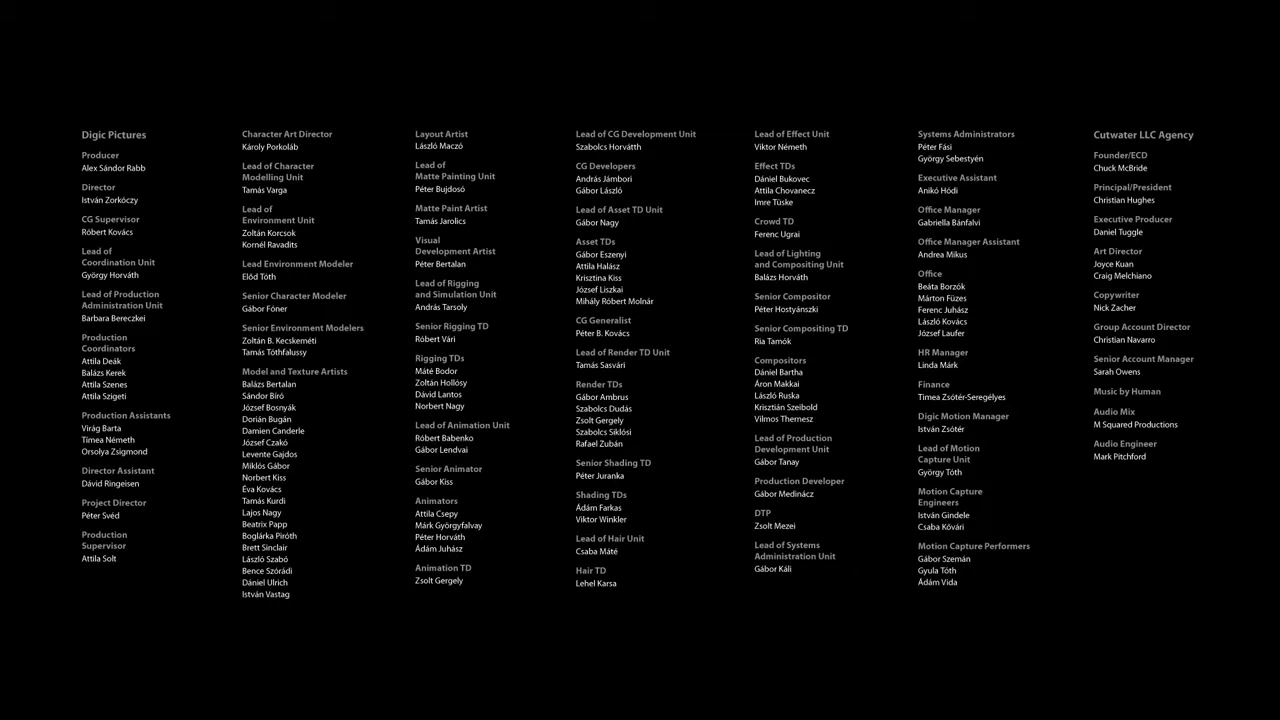 Digic Pictures
Producer
Alex Sándor Rabb
Director
István Zorkóczy
CG Supervisor
Róbert Kovács
Lead of
Coordination Unit
György Horváth
Lead of Production
Administration Unit
Barbara Bereczkei
Production
Coordinators
Attila Deák
Balázs Kerek
Attila Szenes
Attila Szigeti
Production Assistants
Virág Barta
Tímea Németh
Orsolya Zsigmond
Director Assistant
Dávid Ringeisen
Project Director
Péter Svéd
Production
Supervisor
Attila Solt
Character Art Director
Károly Porkoláb
Lead of Character
Modelling Unit
Tamás Varga
Lead of
Environment Unit
Zoltán Korcsok
Kornél Ravadits
Lead Environment Modeler
Előd Tóth
Senior Character Modeler
Gábor Fóner
Senior Environment Modelers
Zoltán B. Kecskeméti
Tamás Tóthfalussy
Model and Texture Artists
Balázs Bertalan
Sándor Bíró
József Bosnyák
Dorián Bugán
Damien Canderle
József Czakó
Levente Gajdos
Miklós Gábor
Norbert Kiss
Éva Kovács
Tamás Kurdi
Lajos Nagy
Beatrix Papp
Boglárka Piróth
Brett Sinclair
László Szabó
Bence Szórádi
Dániel Ulrich
István Vastag
Layout Artist
László Maczó
Lead of
Matte Painting Unit
Péter Bujdosó
Matte Paint Artist
Tamás Jarolics
Visual
Development Artist
Péter Bertalan
Lead of Rigging
and Simulation Unit
András Tarsoly
Senior Rigging TD
Róbert Vári
Rigging TDs
Máté Bodor
Zoltán Hollósy
Dávid Lantos
Norbert Nagy
Lead of Animation Unit
Róbert Babenko
Gábor Lendvai
Senior Animator
Gábor Kiss
Animators
Attila Csepy
Márk Györgyfalvay
Péter Horváth
Ádám Juhász
Animation TD
Zsolt Gergely
Lead of CG Development Unit
Szabolcs Horvátth
CG Developers
András Jámbori
Gábor László
Lead of Asset TD Unit
Gábor Nagy
Asset TDs
Gábor Eszenyi
Attila Halász
Krisztina Kiss
József Liszkai
Mihály Róbert Molnár
CG Generalist
Péter B. Kovács
Lead of Render TD Unit
Tamás Sasvári
Render TDs
Gábor Ambrus
Szabolcs Dudás
Zsolt Gergely
Szabolcs Siklósi
Rafael Zubán
Senior Shading TD
Péter Juranka
Shading TDs
Ádám Farkas
Viktor Winkler
Lead of Hair Unit
Csaba Máté
Hair TD
Lehel Karsa
Lead of Effect Unit
Viktor Németh
Effect TDs
Dániel Bukovec
Attila Chovanecz
Imre Tüske
Crowd TD
Ferenc Ugrai
Lead of Lighting
and Compositing Unit
Balázs Horváth
Senior Compositor
Péter Hostyánszki
Senior Compositing TD
Ria Tamók
Compositors
Dániel Bartha
Áron Makkai
László Ruska
Krisztián Szeibold
Vilmos Thernesz
Lead of Production
Development Unit
Gábor Tanay
Production Developer
Gábor Medinácz
DTP
Zsolt Mezei
Lead of Systems
Administration Unit
Gábor Káli
Systems Administrators
Péter Fási
György Sebestyén
Executive Assistant
Anikó Hódi
Office Manager
Gabriella Bánfalvi
Office Manager Assistant
Andrea Mikus
Office
Beáta Borzók
Márton Füzes
Ferenc Juhász
László Kovács
József Laufer
HR Manager
Linda Márk
Finance
Timea Zsótér-Seregélyes
Digic Motion Manager
István Zsótér
Lead of Motion
Capture Unit
György Tóth
Motion Capture
Engineers
István Gindele
Csaba Kővári
Motion Capture Performers
Gábor Szemán
Gyula Tóth
Ádám Vida
Cutwater LLC Agency
Founder/ECD
Chuck McBride
Principal/President
Christian Hughes
Executive Producer
Daniel Tuggle
Art Director
Joyce Kuan
Craig Melchiano
Copywriter
Nick Zacher
Group Account Director
Christian Navarro
Senior Account Manager
Sarah Owens
Music by Human
Audio Mix
M Squared Productions
Audio Engineer
Mark Pitchford